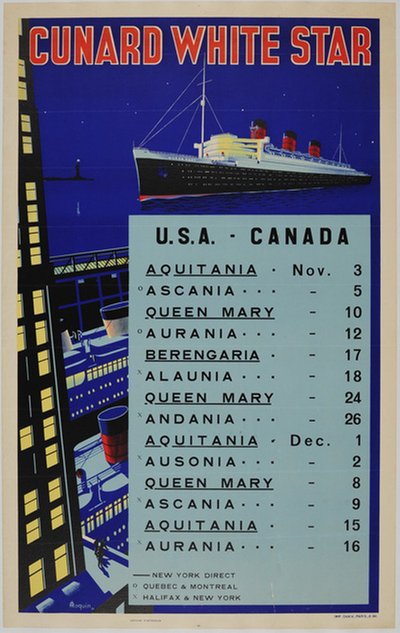 CUNARD WHITE STAR
U.S.A. - CANADA
AQUITANIA · Nov. 3
o ASCANIA · · · – 5
QUEEN MARY – 10
o AURANIA · · · – 12
BERENGARIA · – 17
x ALAUNIA · · · – 18
QUEEN MARY – 24
x ANDANIA · · · – 26
AQUITANIA · Dec. 1
x AUSONIA · · · – 2
QUEEN MARY – 8
x ASCANIA · · · – 9
AQUITANIA · – 15
x AURANIA · · · – 16
— NEW YORK DIRECT
o QUEBEC & MONTREAL
x HALIFAX & NEW YORK